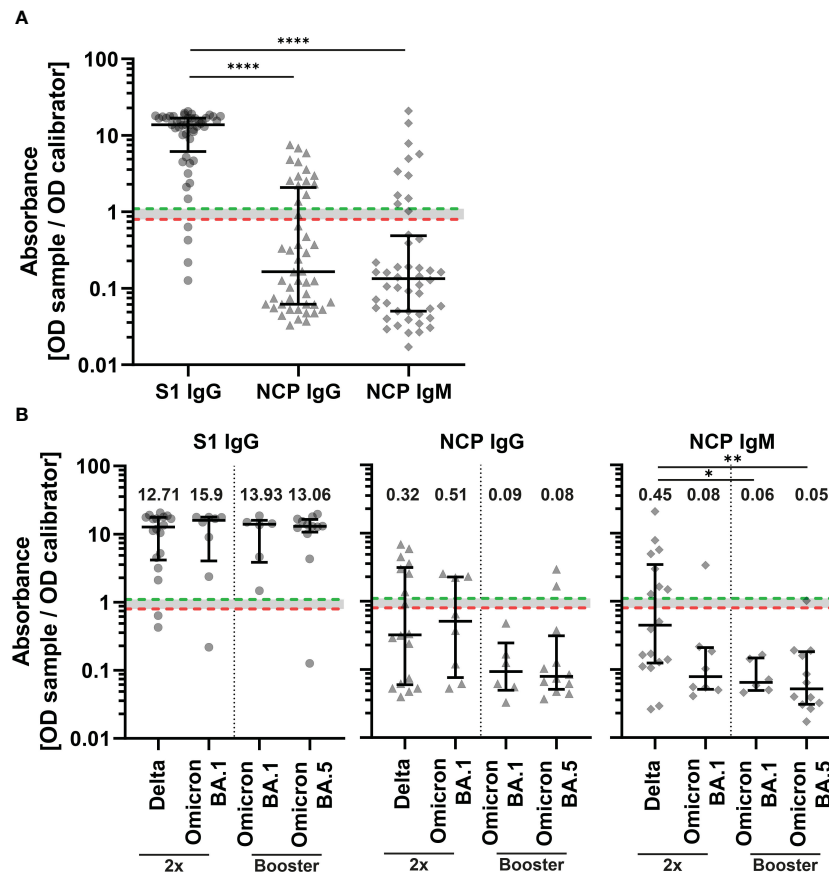 A
Absorbance
[OD sample / OD calibrator]
100
10
1
0.1
0.01
****
****
S1 IgG
NCP IgG
NCP IgM
B
Absorbance
[OD sample / OD calibrator]
S1 IgG
100
10
1
0.1
0.01
12.71
15.9
13.93
13.06
Delta
Omicron
BA.1
Omicron
BA.1
Omicron
BA.5
2x
Booster
NCP IgG
0.32
0.51
0.09
0.08
Delta
Omicron
BA.1
Omicron
BA.1
Omicron
BA.5
2x
Booster
NCP IgM
**
*
0.45
0.08
0.06
0.05
Delta
Omicron
BA.1
Omicron
BA.1
Omicron
BA.5
2x
Booster